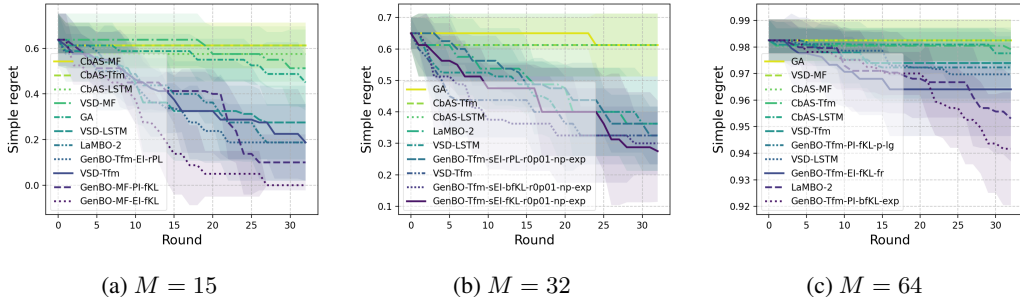 Simple regret
0.6
0.4
0.2
0.0
CbAS-MF
CbAS-Tfm
CbAS-LSTM
VSD-MF
GA
VSD-LSTM
LaMBO-2
GenBO-Tfm-EI-rPL
VSD-Tfm
GenBO-MF-PI-fKL
GenBO-MF-EI-fKL
0 5 10 15 20 25 30
Round
(a) M = 15
Simple regret
0.7
0.6
0.5
0.4
0.3
0.2
0.1
GA
CbAS-Tfm
CbAS-LSTM
LaMBO-2
VSD-LSTM
GenBO-Tfm-sEI-rPL-r0p01-np-exp
VSD-Tfm
GenBO-Tfm-sEI-bfKL-r0p01-np-exp
GenBO-Tfm-sEI-fKL-r0p01-np-exp
0 5 10 15 20 25 30
Round
(b) M = 32
Simple regret
0.99
0.98
0.97
0.96
0.95
0.94
0.93
0.92
GA
VSD-MF
CbAS-MF
CbAS-Tfm
CbAS-LSTM
VSD-Tfm
GenBO-Tfm-PI-fKL-p-lg
VSD-LSTM
GenBO-Tfm-EI-fKL-fr
LaMBO-2
GenBO-Tfm-PI-bfKL-exp
0 5 10 15 20 25 30
Round
(c) M = 64